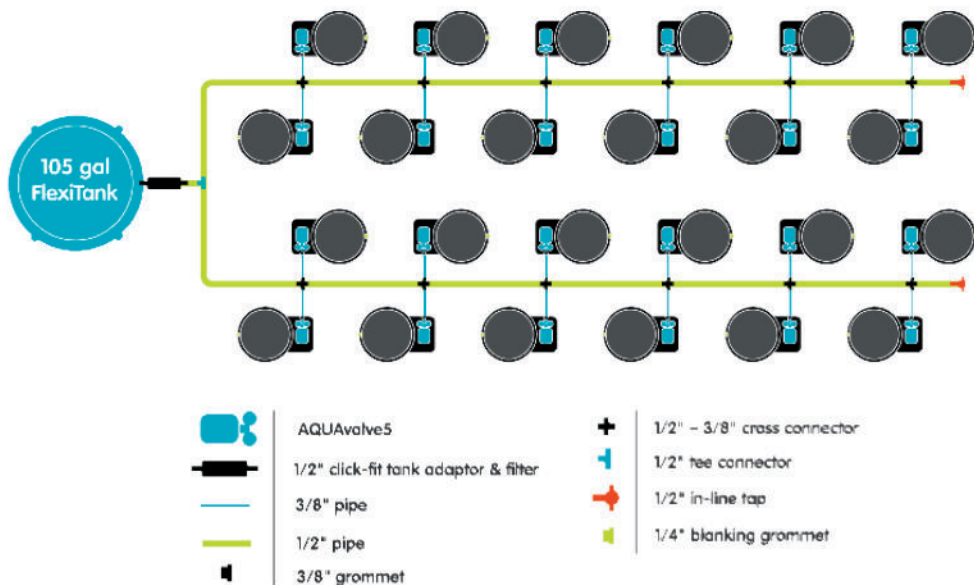 105 gal
FlexiTank
AQUAvalve5
1/2" click-fit tank adaptor & filter
3/8" pipe
1/2" pipe
3/8" grommet
1/2" – 3/8" cross connector
1/2" tee connector
1/2" in-line tap
1/4" blanking grommet